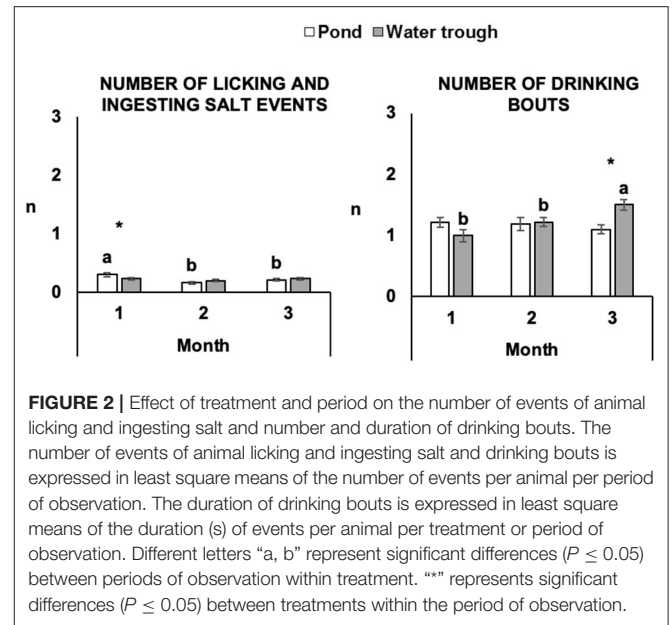 Pond Water trough
NUMBER OF LICKING AND
INGESTING SALT EVENTS
3
2
n
*
1
a
b
b
0
1 2 3
Month
NUMBER OF DRINKING
BOUTS
3
2
*
a
n
b
b
1
0
1 2 3
Month
FIGURE 2 | Effect of treatment and period on the number of events of animal
licking and ingesting salt and number and duration of drinking bouts. The
number of events of animal licking and ingesting salt and drinking bouts is
expressed in least square means of the number of events per animal per period
of observation. The duration of drinking bouts is expressed in least square
means of the duration (s) of events per animal per treatment or period of
observation. Different letters “a, b” represent significant differences (P ≤ 0.05)
between periods of observation within treatment. “*” represents significant
differences (P ≤ 0.05) between treatments within the period of observation.